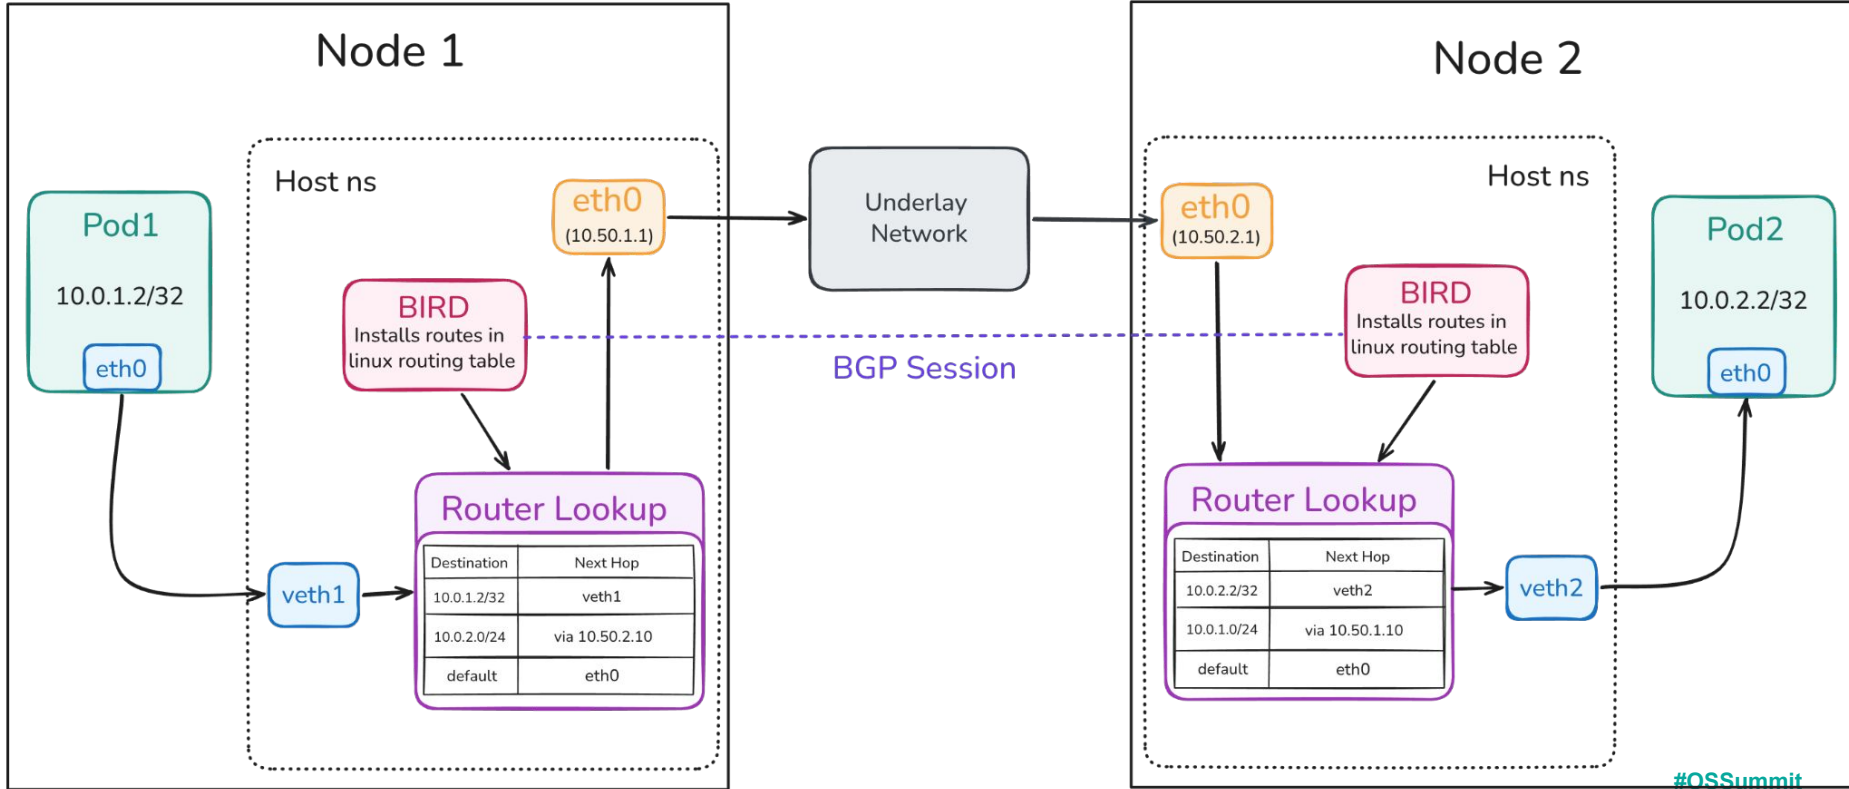 Node 1
Host ns
Pod1
10.0.1.2/32
eth0
eth0
(10.50.1.1)
BIRD
Installs routes in
linux routing table
veth1
Router Lookup
Destination Next Hop
10.0.1.2/32 veth1
10.0.2.0/24 via 10.50.2.10
default eth0
Underlay
Network
BGP Session
Node 2
Host ns
eth0
(10.50.2.1)
BIRD
Installs routes in
linux routing table
Router Lookup
Destination Next Hop
10.0.2.2/32 veth2
10.0.1.0/24 via 10.50.1.10
default eth0
veth2
Pod2
10.0.2.2/32
eth0
#OSSummit